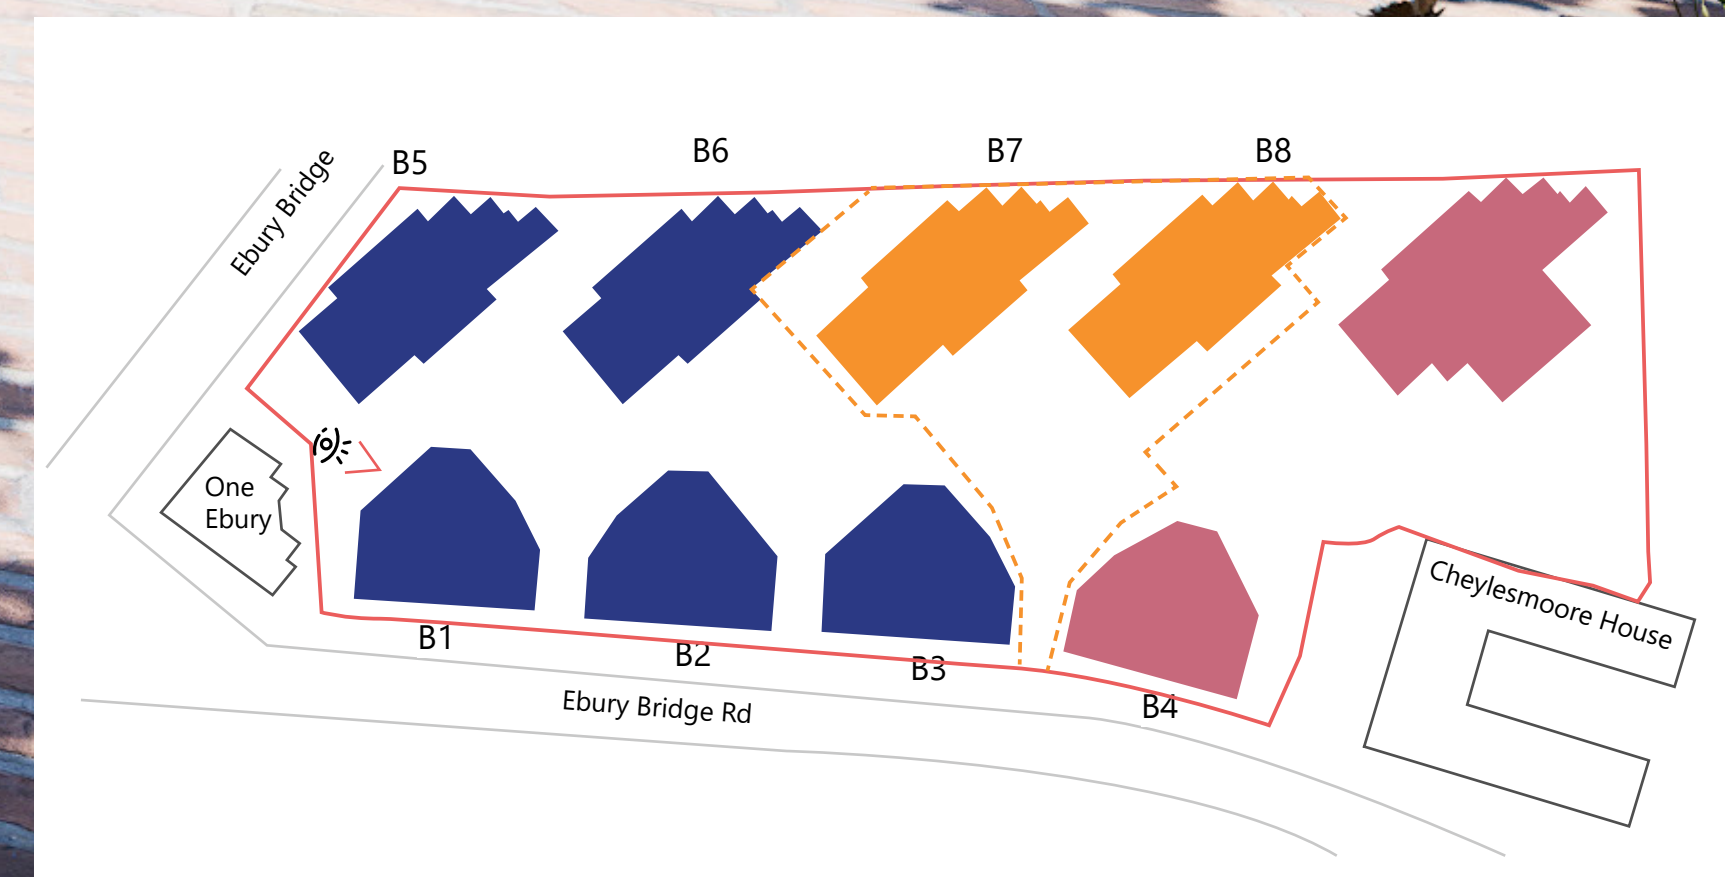 B5
B6
B7
B8
Ebury Bridge
One
Ebury
B1
B2
B3
B4
Ebury Bridge Rd
Cheylesmoore House